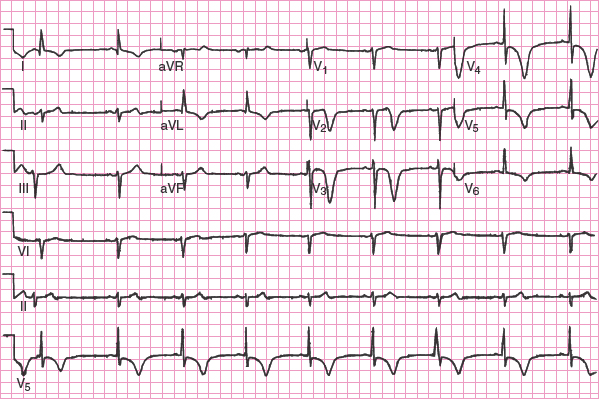 I aVR V1 V4
II aVL V2 V5
III aVF V3 V6
VI
II
V5